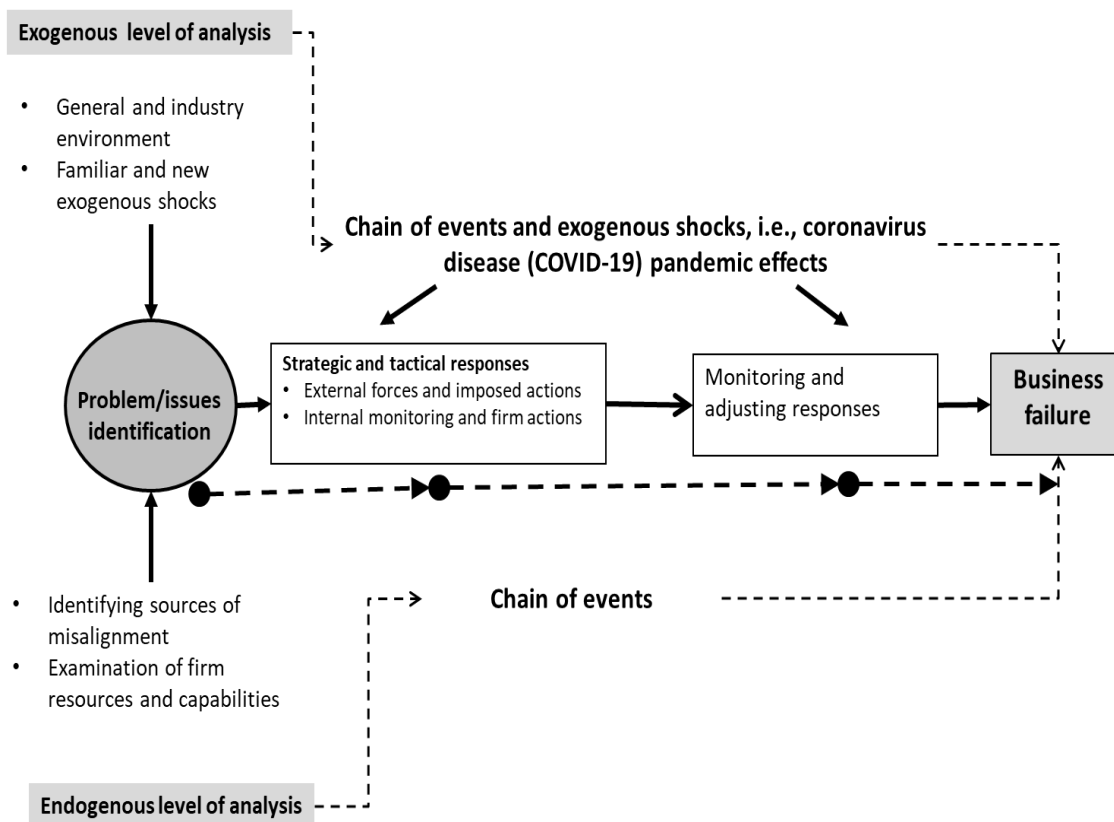 Exogenous level of analysis
• General and industry
environment
• Familiar and new
exogenous shocks
Chain of events and exogenous shocks, i.e., coronavirus
disease (COVID-19) pandemic effects
Problem/issues
identification
Strategic and tactical responses
• External forces and imposed actions
• Internal monitoring and firm actions
Monitoring and
adjusting responses
Business
failure
• Identifying sources of
misalignment
• Examination of firm
resources and capabilities
Chain of events
Endogenous level of analysis